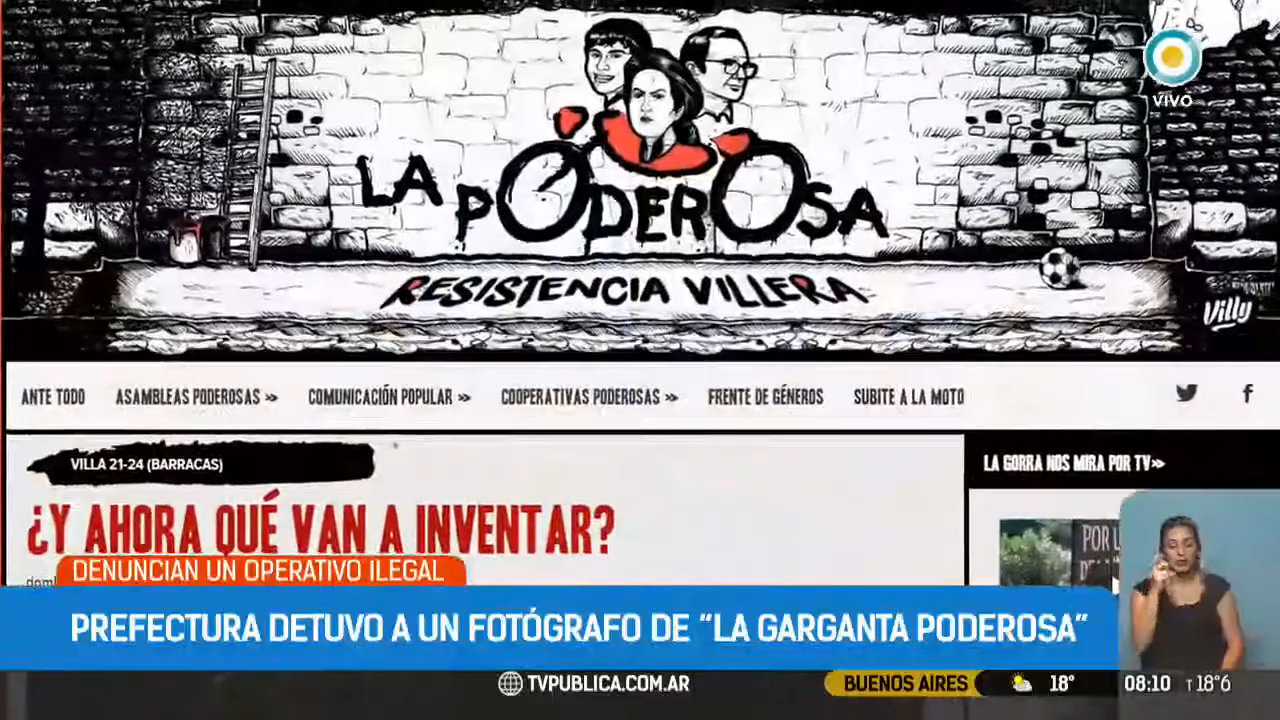 VIVO
LA PODEROSA
RESISTENCIA VILLERA
Villy
ANTE TODO
ASAMBLEAS PODEROSAS »
COMUNICACIÓN POPULAR »
COOPERATIVAS PODEROSAS »
FRENTE DE GÉNEROS
SUBITE A LA MOTO
VILLA 21-24 (BARRACAS)
LA GORRA NOS MIRA POR TV»
¿Y AHORA QUÉ VAN A INVENTAR?
POR
DENUNCIAN UN OPERATIVO ILEGAL
PREFECTURA DETUVO A UN FOTÓGRAFO DE “LA GARGANTA PODEROSA”
TVPUBLICA.COM.AR
BUENOS AIRES
18°
08:10
↑18°6